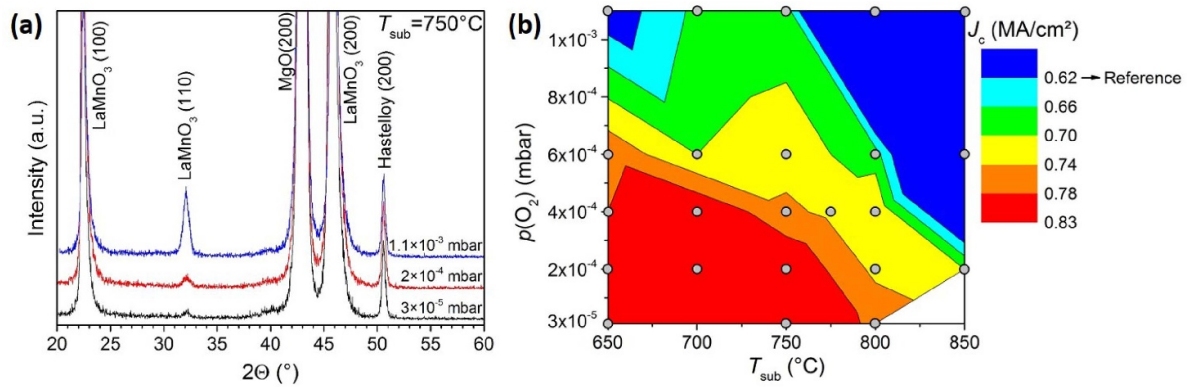 (a)
T_sub=750°C
LaMnO₃ (100)
LaMnO₃ (110)
MgO(200)
LaMnO₃ (200)
Hastelloy (200)
1.1×10⁻³ mbar
2×10⁻⁴ mbar
3×10⁻⁵ mbar
Intensity (a.u.)
20 25 30 35 40 45 50 55 60
2Θ (°)
(b)
1x10⁻³
8x10⁻⁴
6x10⁻⁴
4x10⁻⁴
2x10⁻⁴
3x10⁻⁵
p(O₂) (mbar)
650 700 750 800 850
T_sub (°C)
J_c (MA/cm²)
0.62 → Reference
0.66
0.70
0.74
0.78
0.83